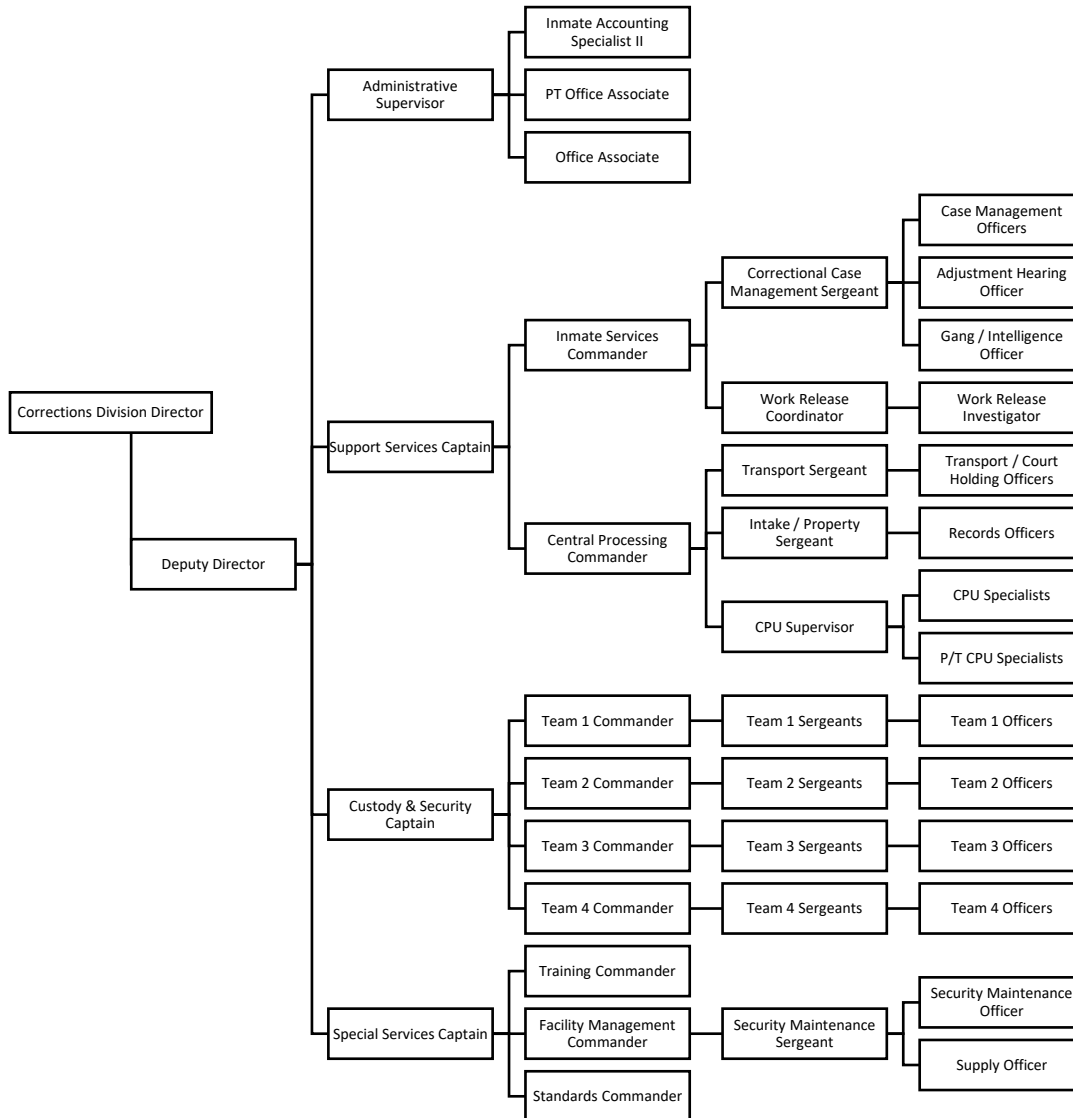 Inmate Accounting
Specialist II
Administrative
Supervisor
PT Office Associate
Office Associate
Case Management
Officers
Correctional Case
Management Sergeant
Adjustment Hearing
Officer
Inmate Services
Commander
Gang / Intelligence
Officer
Corrections Division Director
Work Release
Coordinator
Work Release
Investigator
Support Services Captain
Transport Sergeant
Transport / Court
Holding Officers
Deputy Director
Central Processing
Commander
Intake / Property
Sergeant
Records Officers
CPU Supervisor
CPU Specialists
P/T CPU Specialists
Team 1 Commander
Team 1 Sergeants
Team 1 Officers
Team 2 Commander
Team 2 Sergeants
Team 2 Officers
Custody & Security
Captain
Team 3 Commander
Team 3 Sergeants
Team 3 Officers
Team 4 Commander
Team 4 Sergeants
Team 4 Officers
Training Commander
Special Services Captain
Facility Management
Commander
Security Maintenance
Sergeant
Security Maintenance
Officer
Supply Officer
Standards Commander